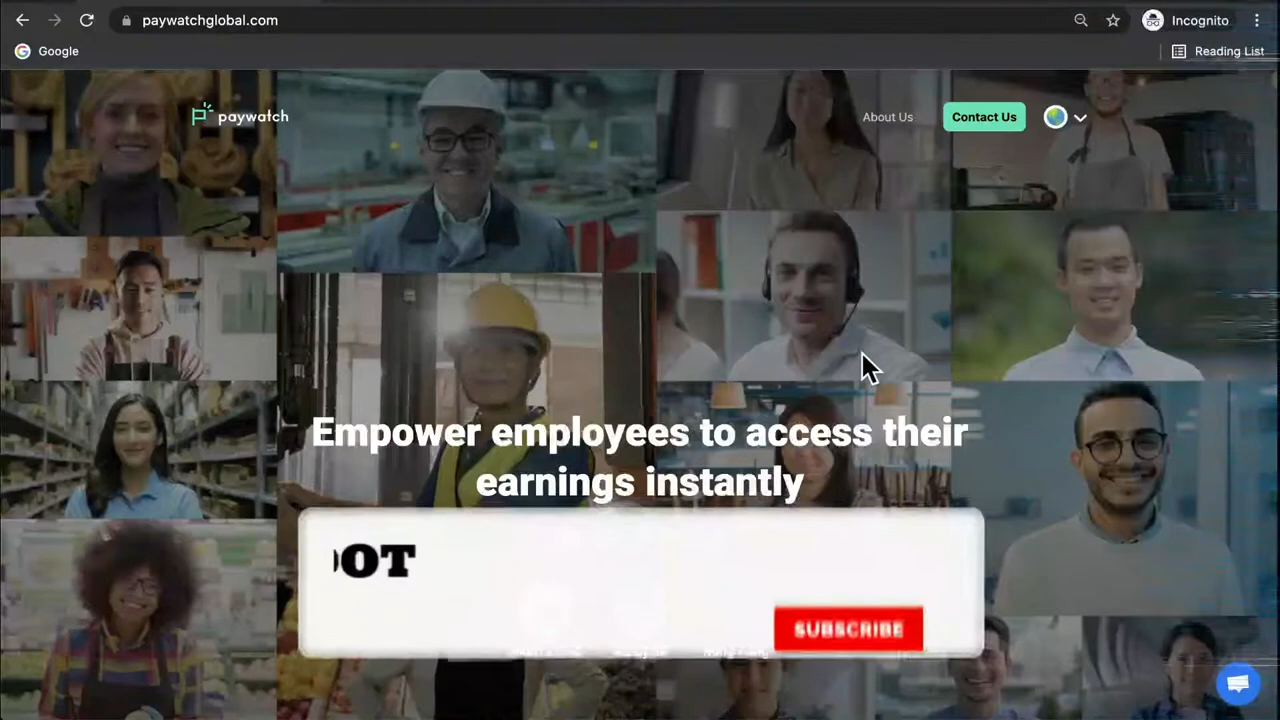 paywatchglobal.com
Incognito
Google
Reading List
paywatch
About Us
Contact Us
Empower employees to access their
earnings instantly
OT
SUBSCRIBE